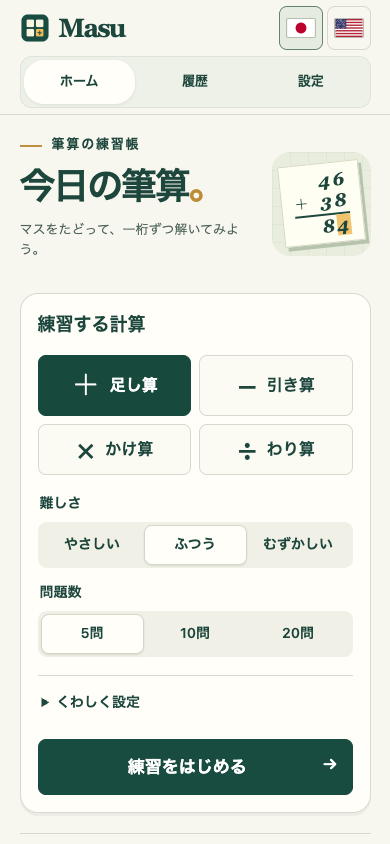 Masu
ホーム 履歴 設定
筆算の練習帳
今日の筆算。
46
+ 38
84
マスをたどって、一桁ずつ解いてみよ
う。
練習する計算
+ 足し算
− 引き算
× かけ算
÷ わり算
難しさ
やさしい ふつう むずかしい
問題数
5問 10問 20問
▶ くわしく設定
練習をはじめる →